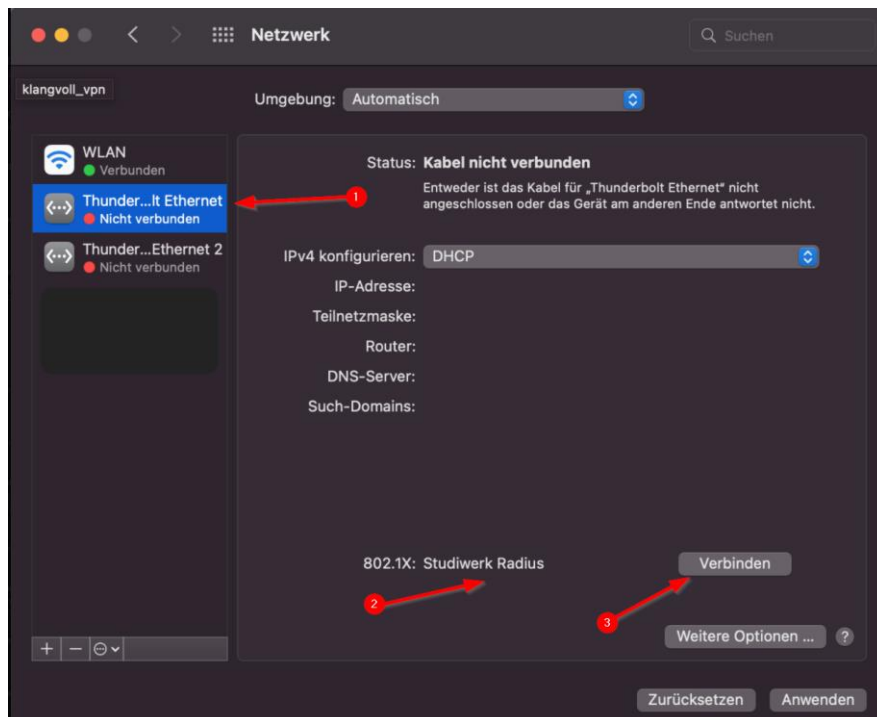 Netzwerk
Suchen
klangvoll_vpn
Umgebung: Automatisch
WLAN
Verbunden
Thunder...lt Ethernet
Nicht verbunden
Thunder...Ethernet 2
Nicht verbunden
Status: Kabel nicht verbunden
Entweder ist das Kabel für „Thunderbolt Ethernet“ nicht
angeschlossen oder das Gerät am anderen Ende antwortet nicht.
1
IPv4 konfigurieren: DHCP
IP-Adresse:
Teilnetzmaske:
Router:
DNS-Server:
Such-Domains:
802.1X: Studiwerk Radius
Verbinden
2
3
Weitere Optionen ... ?
Zurücksetzen
Anwenden